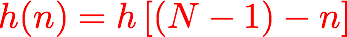 h(n) = h [(N − 1) − n]